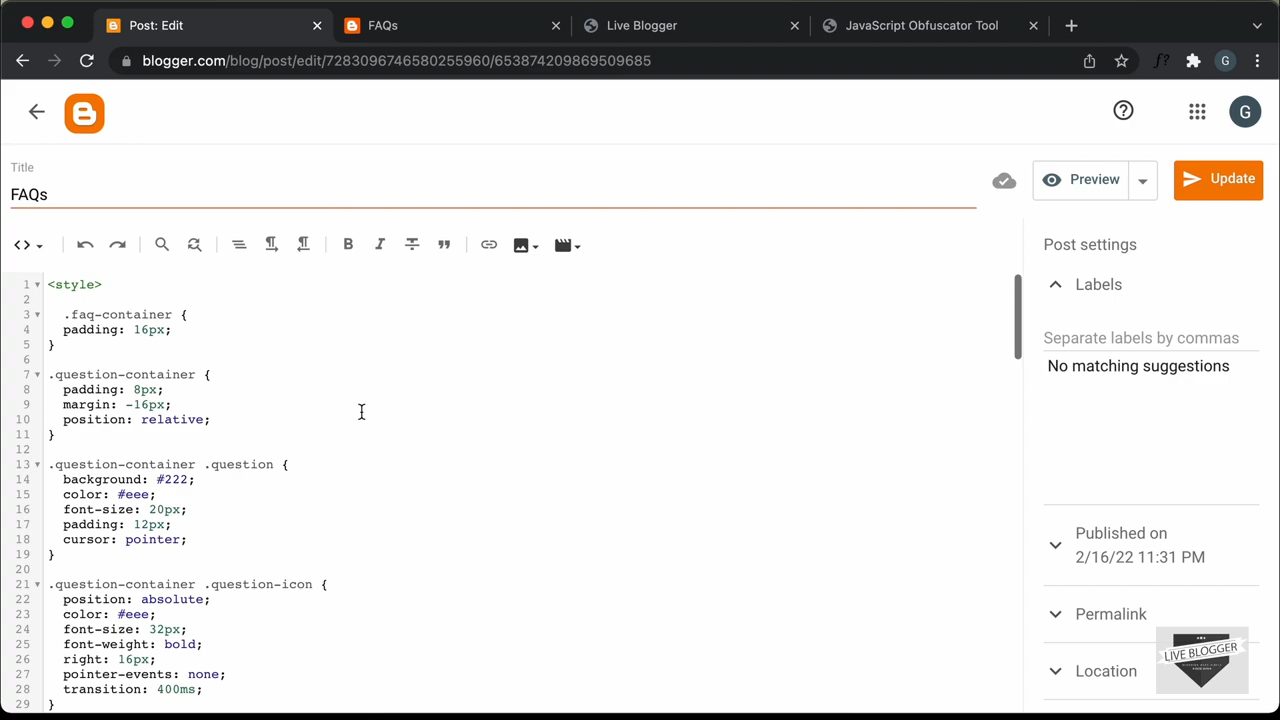 Post: Edit
FAQs
Live Blogger
JavaScript Obfuscator Tool
blogger.com/blog/post/edit/7283096746580255960/653874209869509685
f?
G
G
Title
FAQs
Preview
Update
Post settings
Labels
Separate labels by commas
No matching suggestions
Published on
2/16/22 11:31 PM
Permalink
Location
LIVE BLOGGER
1 <style>
2
3 .faq-container {
4 padding: 16px;
5 }
6
7 .question-container {
8 padding: 8px;
9 margin: -16px;
10 position: relative;
11 }
12
13 .question-container .question {
14 background: #222;
15 color: #eee;
16 font-size: 20px;
17 padding: 12px;
18 cursor: pointer;
19 }
20
21 .question-container .question-icon {
22 position: absolute;
23 color: #eee;
24 font-size: 32px;
25 font-weight: bold;
26 right: 16px;
27 pointer-events: none;
28 transition: 400ms;
29 }